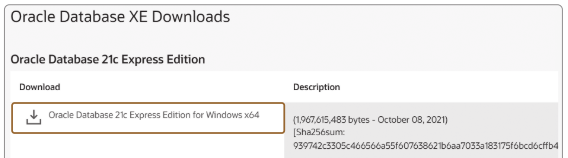 Oracle Database XE Downloads
Oracle Database 21c Express Edition
Download Description
Oracle Database 21c Express Edition for Windows x64
(1,967,615,483 bytes - October 08, 2021)
[Sha256sum:
939742c3305c466566a55f607638621b6aa7033a183175f6bcd6cffb4